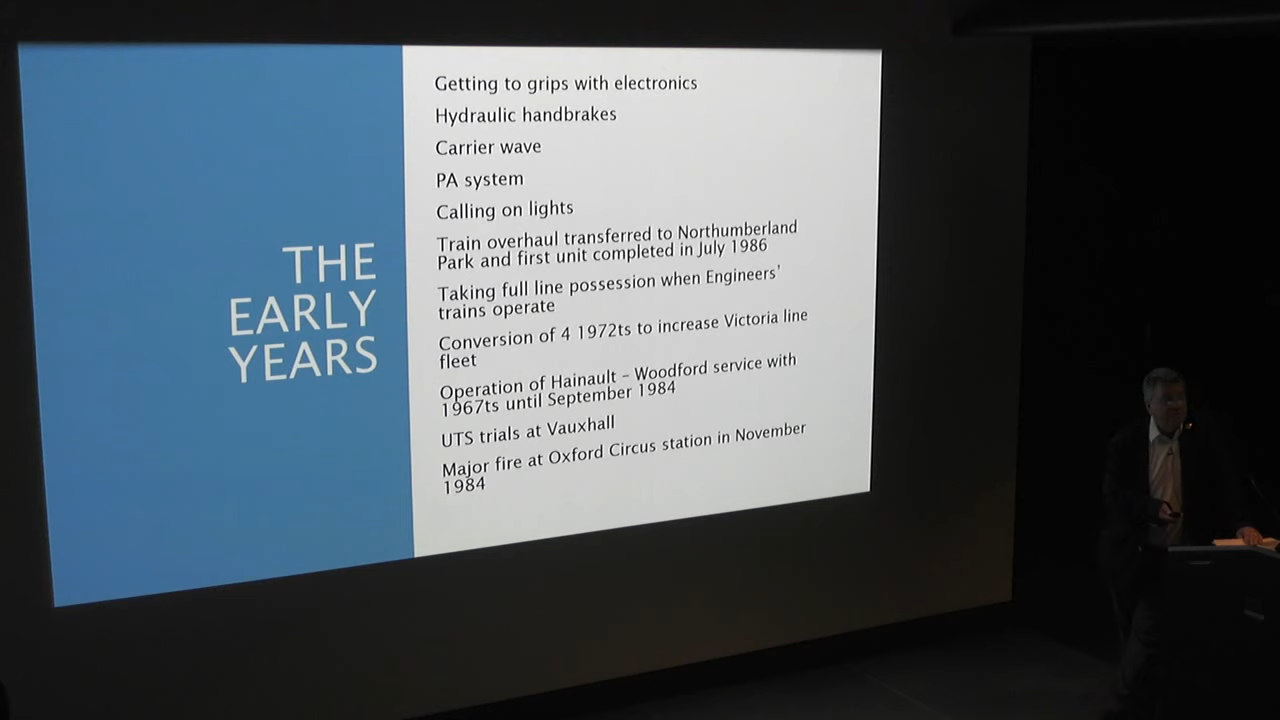 THE
EARLY
YEARS
Getting to grips with electronics
Hydraulic handbrakes
Carrier wave
PA system
Calling on lights
Train overhaul transferred to Northumberland
Park and first unit completed in July 1986
Taking full line possession when Engineers'
trains operate
Conversion of 4 1972ts to increase Victoria line
fleet
Operation of Hainault – Woodford service with
1967ts until September 1984
UTS trials at Vauxhall
Major fire at Oxford Circus station in November
1984